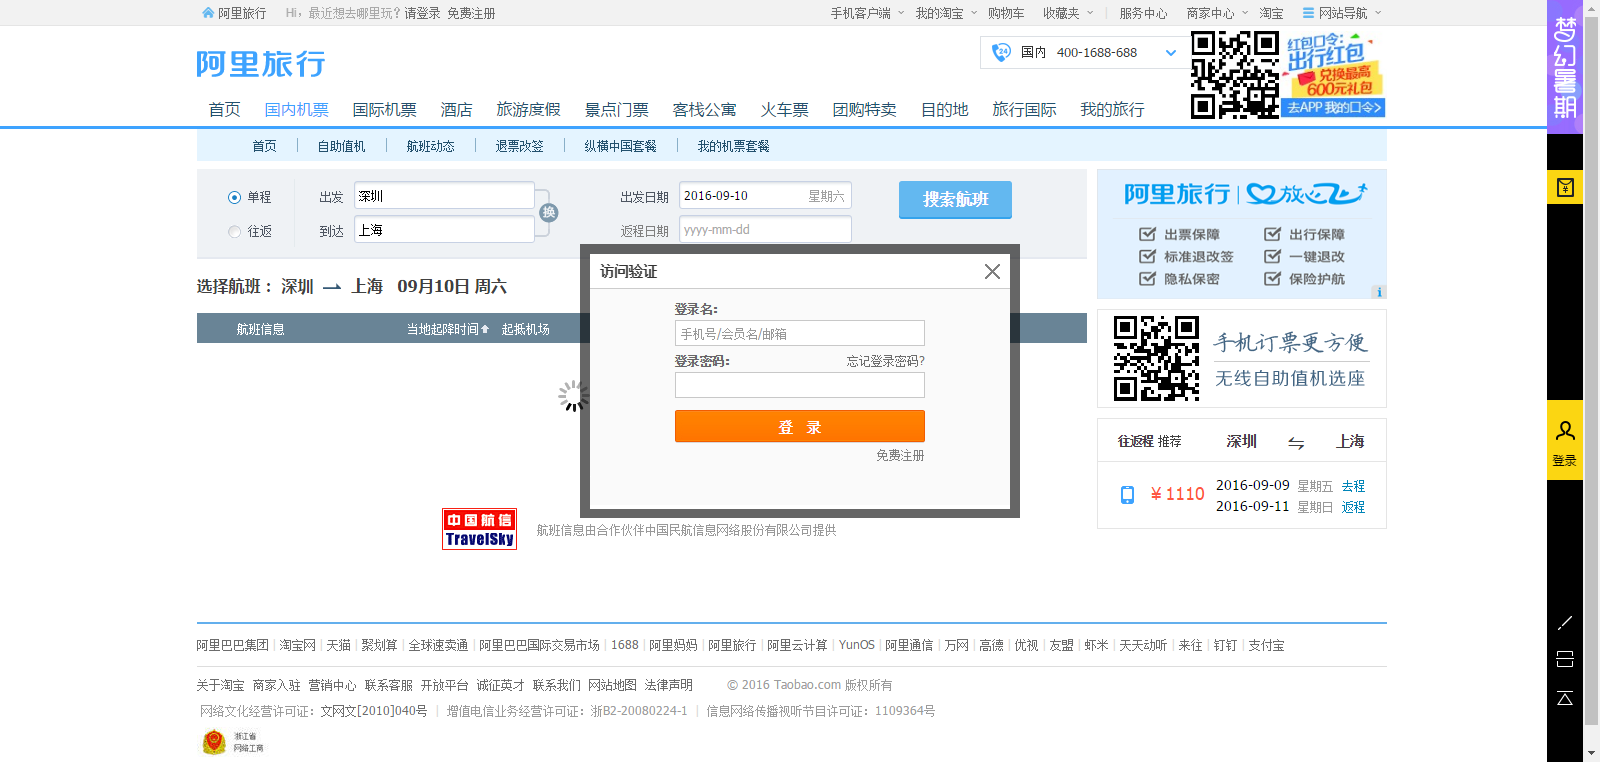 阿里旅行 Hi，最近想去哪里玩？请登录 免费注册 手机客户端 我的淘宝 购物车 收藏夹 服务中心 商家中心 淘宝 网站导航
阿里旅行
国内 400-1688-688
红包口令：
出行红包
兑换最高
600元礼包
去APP 我的口令>
梦幻暑期
首页 国内机票 国际机票 酒店 旅游度假 景点门票 客栈公寓 火车票 团购特卖 目的地 旅行国际 我的旅行
首页 自助值机 航班动态 退票改签 纵横中国套餐 我的机票套餐
单程 出发 深圳 出发日期 2016-09-10 星期六 搜索航班
换
往返 到达 上海 返程日期 yyyy-mm-dd
阿里旅行 放心飞
出票保障 出行保障
标准退改签 一键退改
隐私保密 保险护航
选择航班： 深圳 上海 09月10日 周六
航班信息 当地起降时间 起抵机场
访问验证
登录名:
手机号/会员名/邮箱
登录密码: 忘记登录密码?
登 录
免费注册
手机订票更方便
无线自助值机选座
往返程 推荐 深圳 上海
¥ 1110
2016-09-09 星期五 去程
2016-09-11 星期日 返程
登录
中国航信
TravelSky
航班信息由合作伙伴中国民航信息网络股份有限公司提供
阿里巴巴集团 | 淘宝网 | 天猫 | 聚划算 | 全球速卖通 | 阿里巴巴国际交易市场 | 1688 | 阿里妈妈 | 阿里旅行 | 阿里云计算 | YunOS | 阿里通信 | 万网 | 高德 | 优视 | 友盟 | 虾米 | 天天动听 | 来往 | 钉钉 | 支付宝
关于淘宝 商家入驻 营销中心 联系客服 开放平台 诚征英才 联系我们 网站地图 法律声明 © 2016 Taobao.com 版权所有
网络文化经营许可证：文网文[2010]040号 | 增值电信业务经营许可证：浙B2-20080224-1 | 信息网络传播视听节目许可证：1109364号
浙江省
网络工商